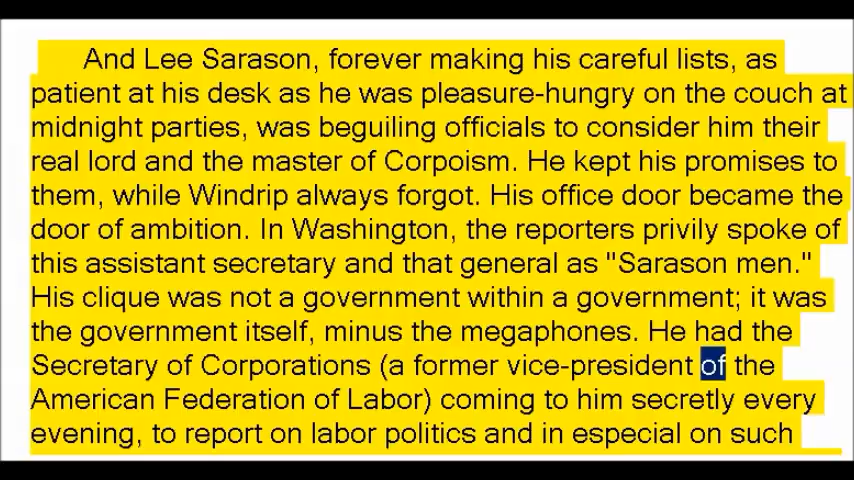 And Lee Sarason, forever making his careful lists, as
patient at his desk as he was pleasure-hungry on the couch at
midnight parties, was beguiling officials to consider him their
real lord and the master of Corpoism. He kept his promises to
them, while Windrip always forgot. His office door became the
door of ambition. In Washington, the reporters privily spoke of
this assistant secretary and that general as "Sarason men."
His clique was not a government within a government; it was
the government itself, minus the megaphones. He had the
Secretary of Corporations (a former vice-president of the
American Federation of Labor) coming to him secretly every
evening, to report on labor politics and in especial on such